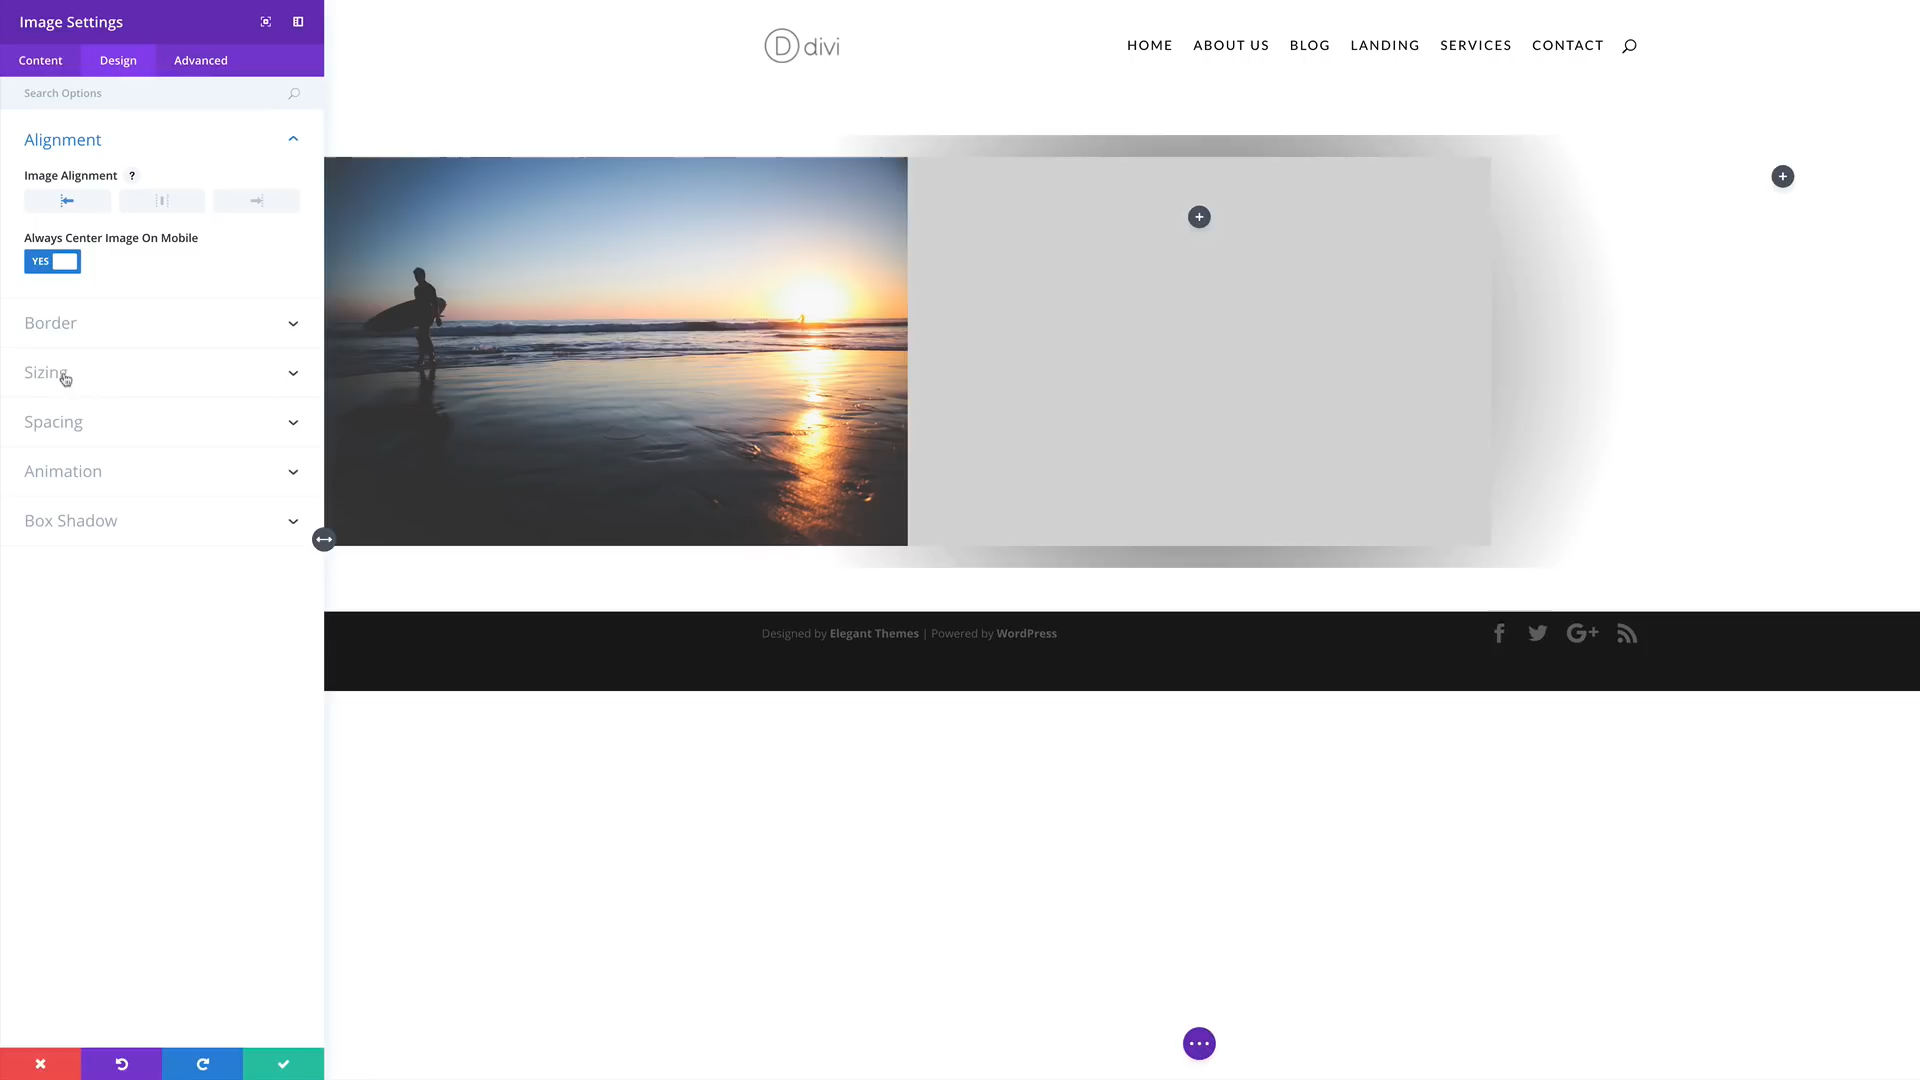 Image Settings
Content Design Advanced
Search Options
Alignment
Image Alignment ?
Always Center Image On Mobile
YES
Border
Sizing
Spacing
Animation
Box Shadow
D divi
HOME ABOUT US BLOG LANDING SERVICES CONTACT
Designed by Elegant Themes | Powered by WordPress